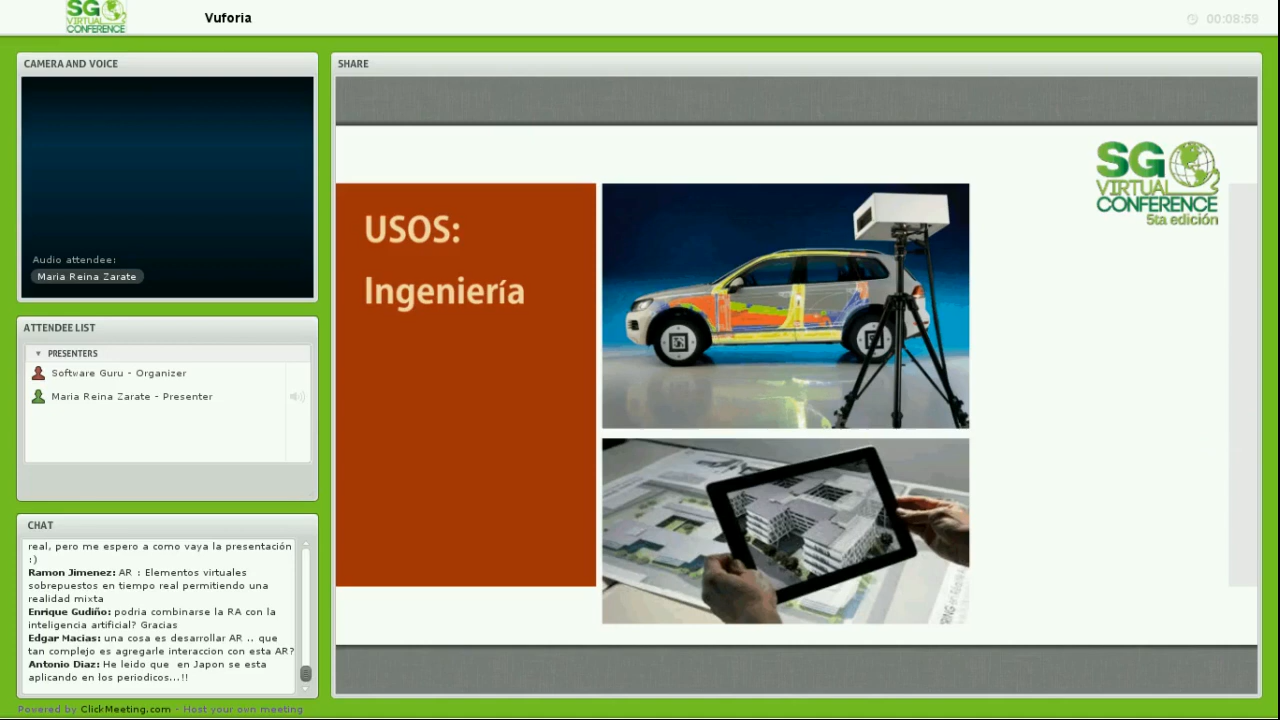 SG
VIRTUAL
CONFERENCE
Vuforia
00:08:53
CAMERA AND VOICE
Audio attendee:
Maria Reina Zarate
ATTENDEE LIST
PRESENTERS
Software Guru - Organizer
Maria Reina Zarate - Presenter
CHAT
real, pero me espero a como vaya la presentación
:)
Ramon Jimenez: AR : Elementos virtuales
sobrepuestos en tiempo real permitiendo una
realidad mixta
Enrique Gudiño: podria combinarse la RA con la
inteligencia artificial? Gracias
Edgar Macias: una cosa es desarrollar AR .. que
tan complejo es agregarle interaccion con esta AR?
Antonio Diaz: He leido que en Japon se esta
aplicando en los periodicos...!!
SHARE
USOS:
Ingeniería
SG
VIRTUAL
CONFERENCE
5ta edición
Powered by ClickMeeting.com - Host your own meeting